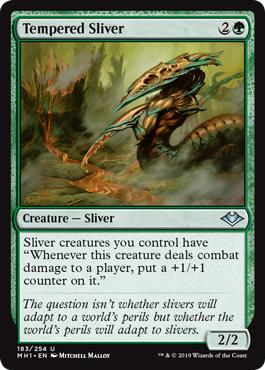 Tempered Sliver 2
Creature — Sliver
Sliver creatures you control have
“Whenever this creature deals combat
damage to a player, put a +1/+1
counter on it.”
The question isn't whether slivers will
adapt to a world's perils but whether the
world's perils will adapt to slivers.
2/2
183/254 U
MH1 • EN MITCHELL MALLOY
™ & © 2019 Wizards of the Coast